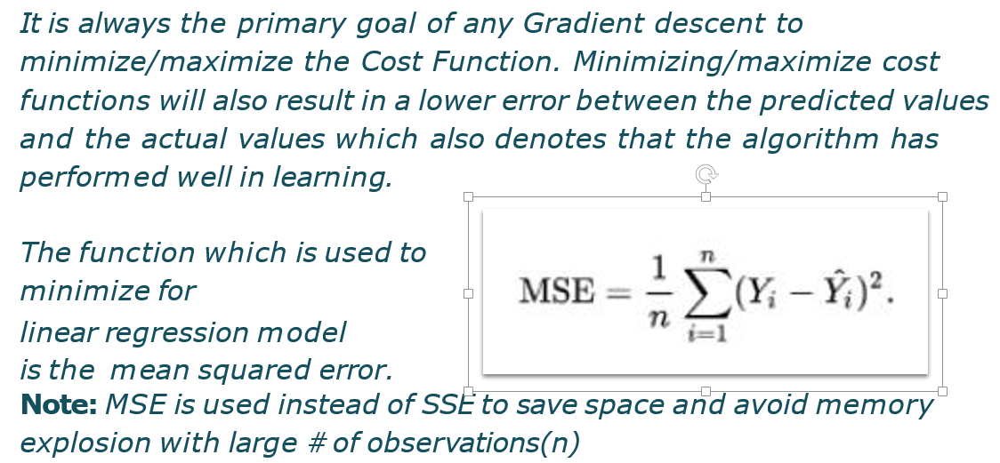 It is always the primary goal of any Gradient descent to
minimize/maximize the Cost Function. Minimizing/maximize cost
functions will also result in a lower error between the predicted values
and the actual values which also denotes that the algorithm has
performed well in learning.
The function which is used to
minimize for
linear regression model
is the mean squared error.
MSE = \frac{1}{n} \sum_{i=1}^{n} (Y_i − Ŷ_i)^2.
Note: MSE is used instead of SSE to save space and avoid memory
explosion with large # of observations(n)